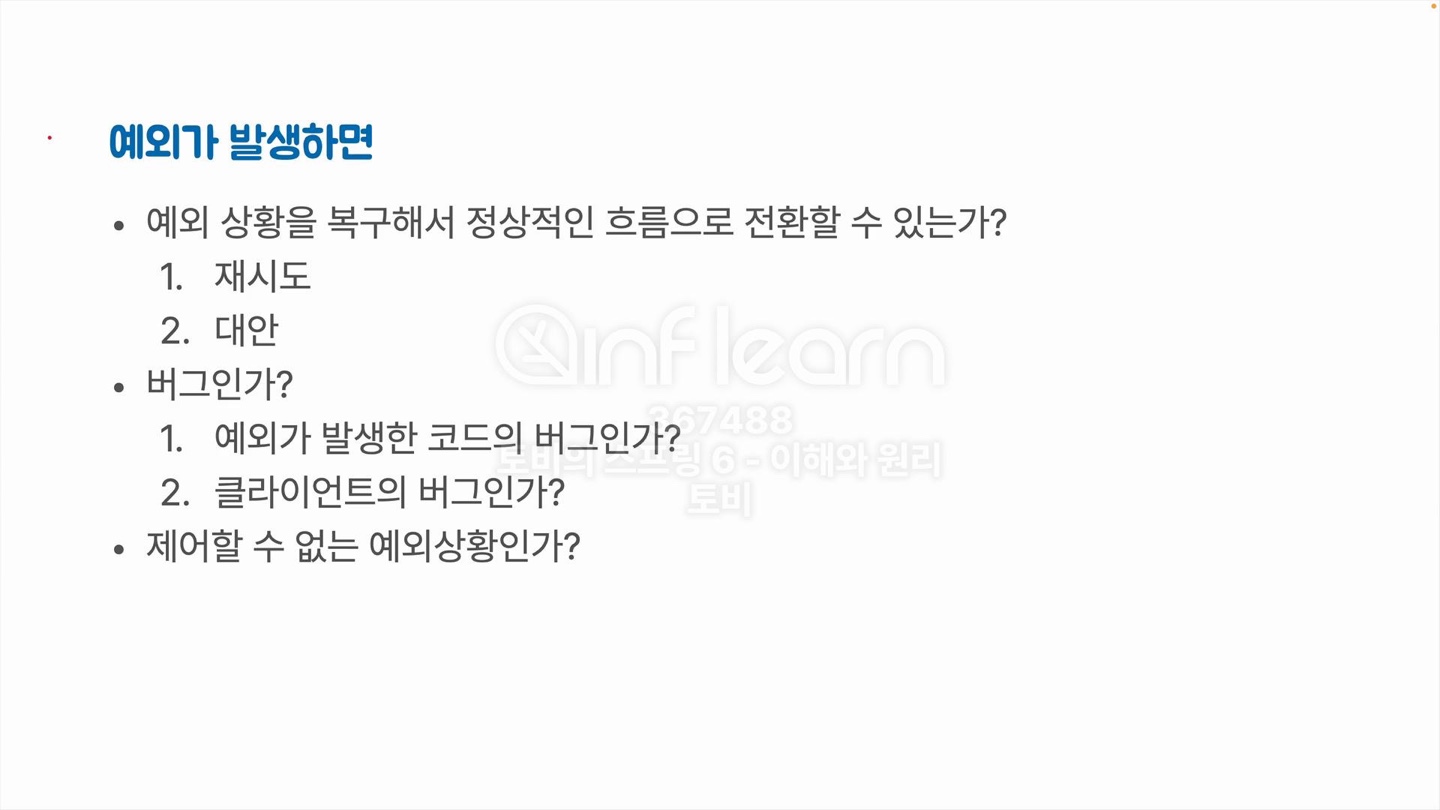 예외가 발생하면
• 예외 상황을 복구해서 정상적인 흐름으로 전환할 수 있는가?
1. 재시도
2. 대안
• 버그인가?
1. 예외가 발생한 코드의 버그인가?
2. 클라이언트의 버그인가?
• 제어할 수 없는 예외상황인가?
inflearn
367488
토비의 스프링 6 - 이해와 원리
토비